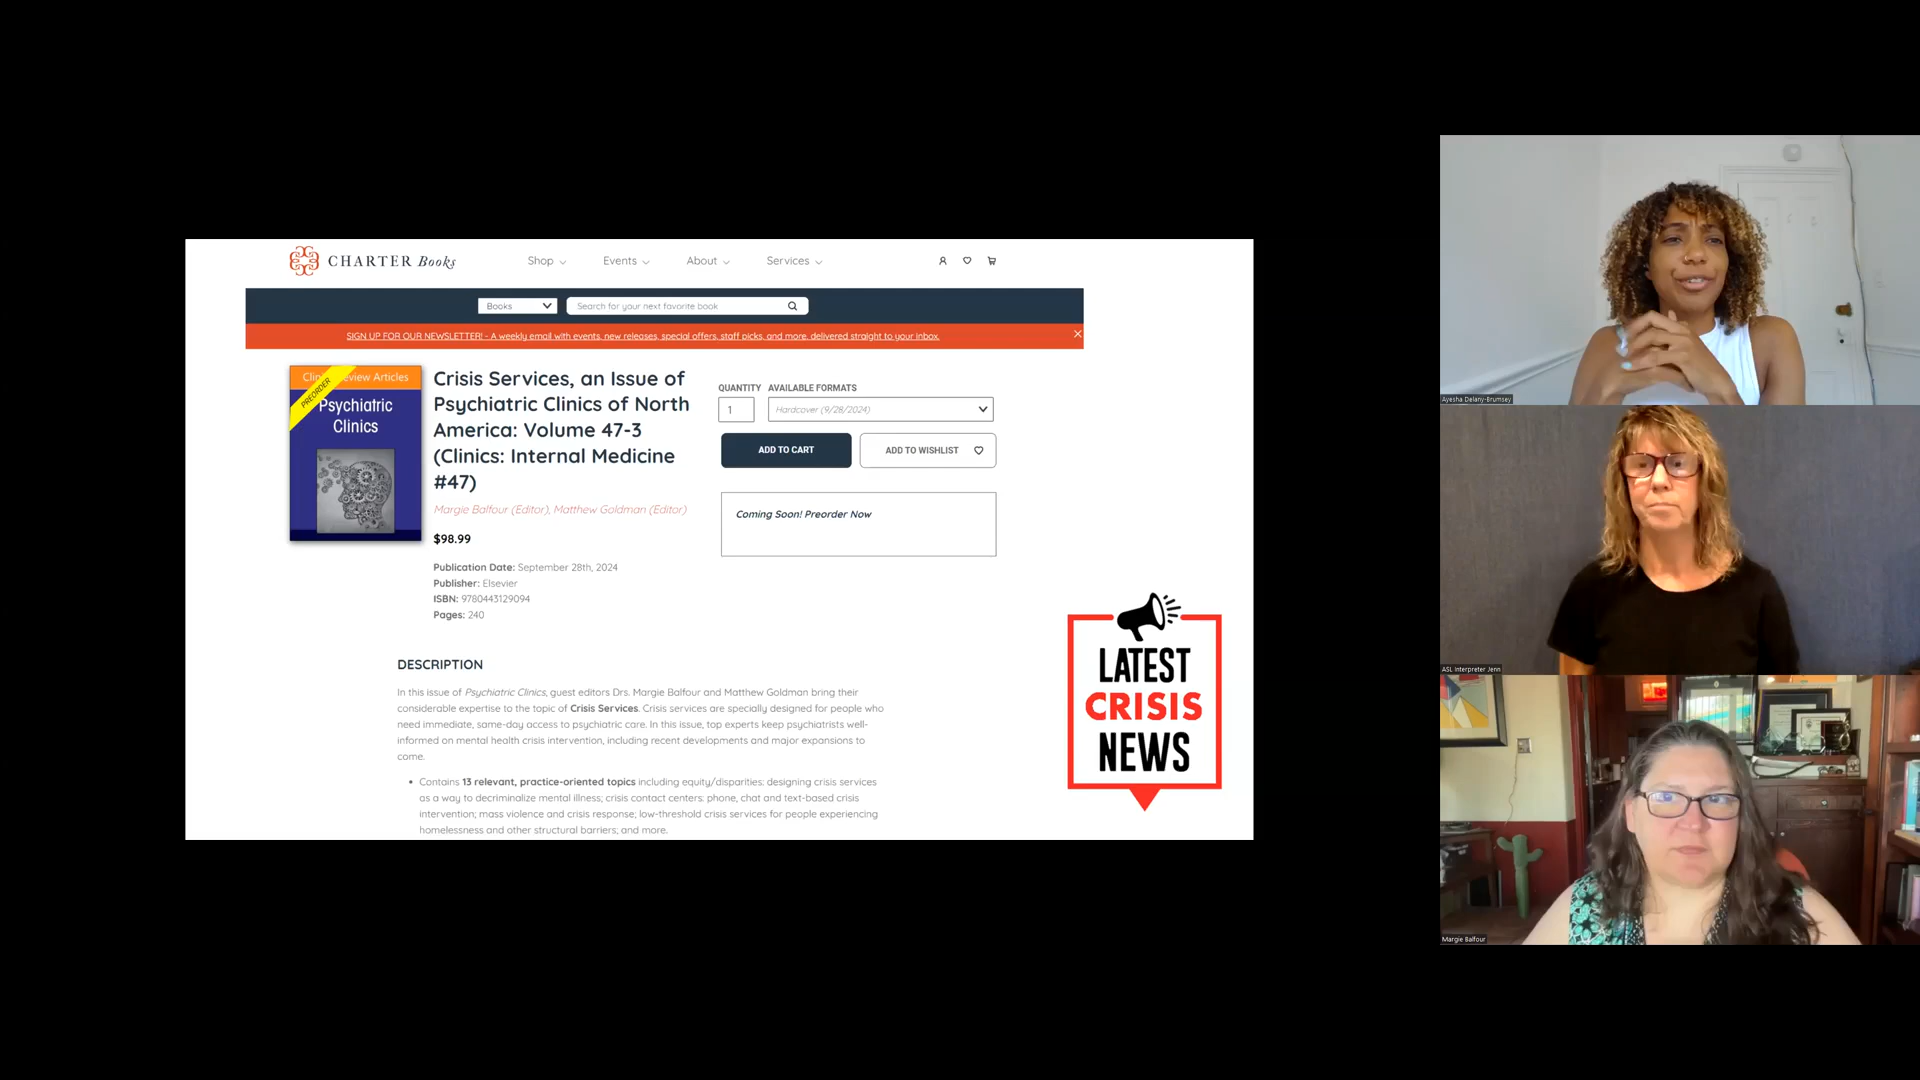 CHARTER Books
Shop
Events
About
Services
Books
Search for your next favorite book
SIGN UP FOR OUR NEWSLETTER! - A weekly email with events, new releases, special offers, staff picks, and more, delivered straight to your inbox.
Clinics Review Articles
PREORDER
Psychiatric
Clinics
Crisis Services, an Issue of
Psychiatric Clinics of North
America: Volume 47-3
(Clinics: Internal Medicine
#47)
Margie Balfour (Editor), Matthew Goldman (Editor)
$98.99
Publication Date: September 28th, 2024
Publisher: Elsevier
ISBN: 9780443129094
Pages: 240
QUANTITY
AVAILABLE FORMATS
1
Hardcover (9/28/2024)
ADD TO CART
ADD TO WISHLIST
Coming Soon! Preorder Now
DESCRIPTION
In this issue of Psychiatric Clinics, guest editors Drs. Margie Balfour and Matthew Goldman bring their
considerable expertise to the topic of Crisis Services. Crisis services are specially designed for people who
need immediate, same-day access to psychiatric care. In this issue, top experts keep psychiatrists well-
informed on mental health crisis intervention, including recent developments and major expansions to
come.
• Contains 13 relevant, practice-oriented topics including equity/disparities: designing crisis services
as a way to decriminalize mental illness; crisis contact centers: phone, chat and text-based crisis
intervention; mass violence and crisis response; low-threshold crisis services for people experiencing
homelessness and other structural barriers; and more.
LATEST
CRISIS
NEWS
Ayesha Delany-Brumsey
ASL Interpreter Jenn
Margie Balfour